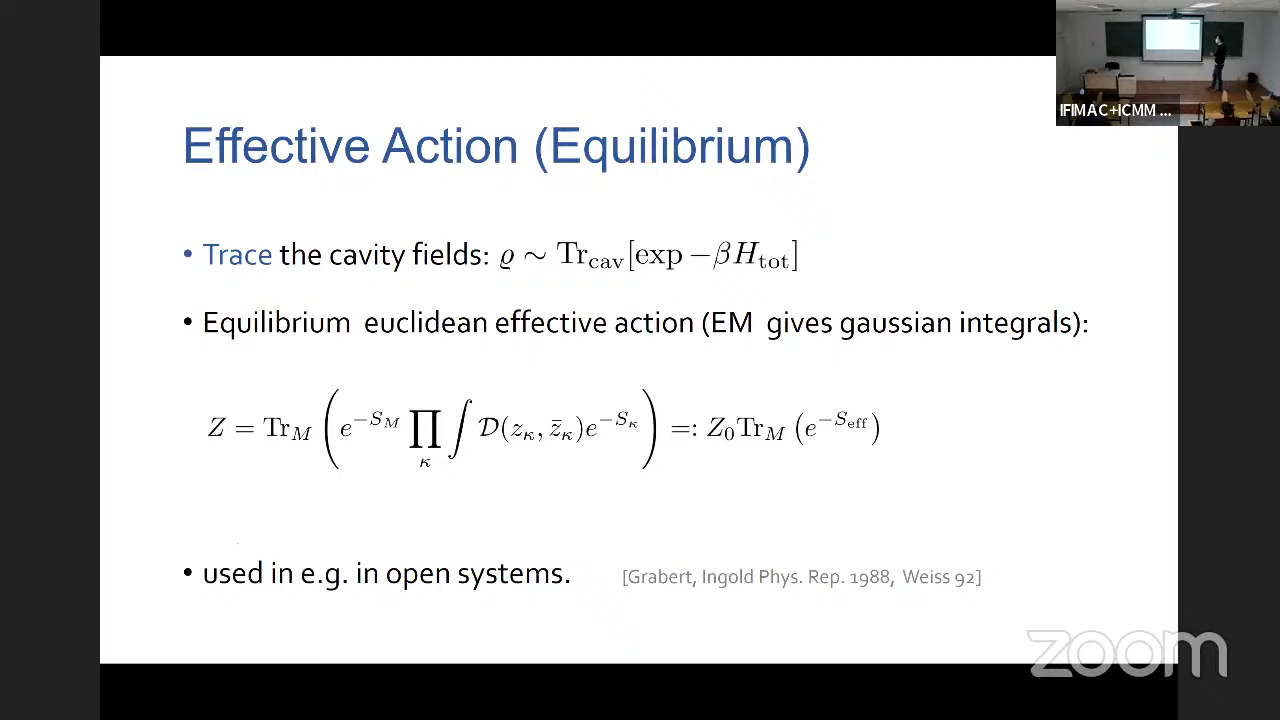 IFIMAC+ICMM ...
Effective Action (Equilibrium)
• Trace the cavity fields: ϱ ∼ Tr_cav[exp −βH_tot]
• Equilibrium euclidean effective action (EM gives gaussian integrals):
Z = Tr_M ( e^{−S_M} ∏_κ ∫ 𝒟(z_κ, z̄_κ)e^{−S_κ} ) =: Z_0 Tr_M (e^{−S_eff})
• used in e.g. in open systems. [Grabert, Ingold Phys. Rep. 1988, Weiss 92]
zoom